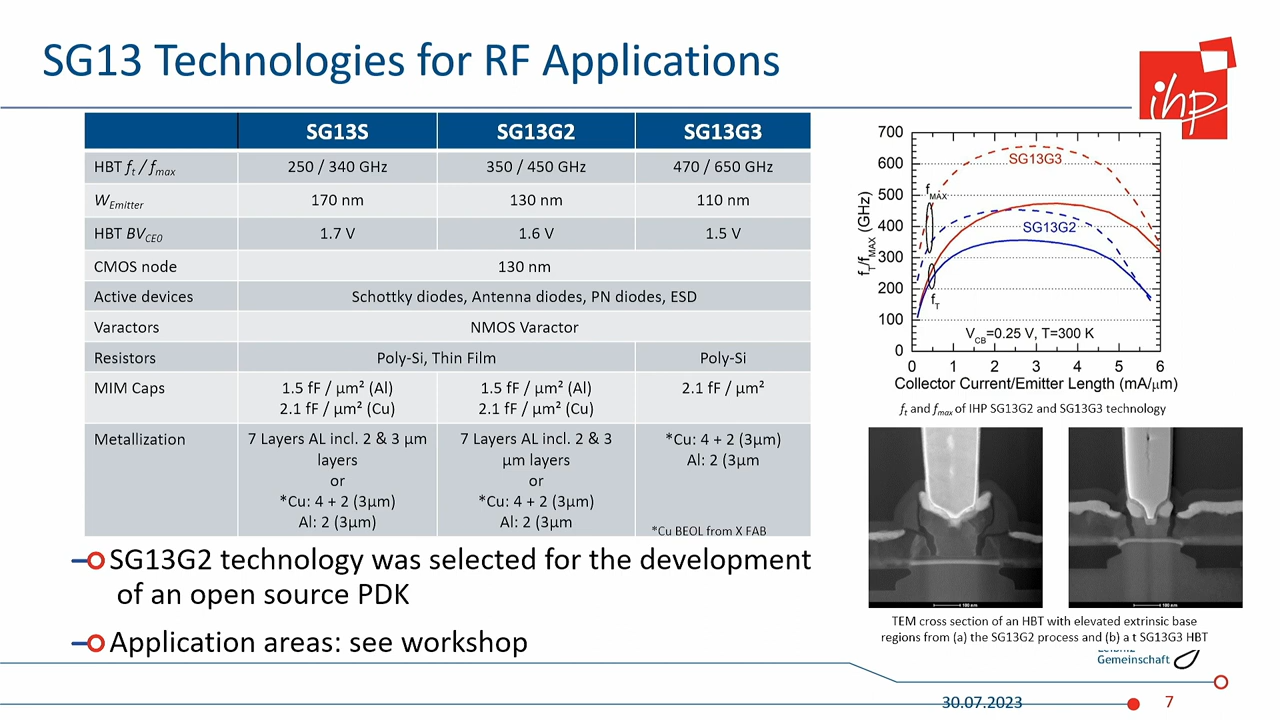 SG13 Technologies for RF Applications
ihp
SG13S SG13G2 SG13G3
HBT ft / fmax 250 / 340 GHz 350 / 450 GHz 470 / 650 GHz
WEmitter 170 nm 130 nm 110 nm
HBT BVCE0 1.7 V 1.6 V 1.5 V
CMOS node 130 nm
Active devices Schottky diodes, Antenna diodes, PN diodes, ESD
Varactors NMOS Varactor
Resistors Poly-Si, Thin Film Poly-Si
MIM Caps 1.5 fF / µm² (Al) 1.5 fF / µm² (Al) 2.1 fF / µm²
2.1 fF / µm² (Cu) 2.1 fF / µm² (Cu)
Metallization 7 Layers AL incl. 2 & 3 µm 7 Layers AL incl. 2 & 3 *Cu: 4 + 2 (3µm)
layers µm layers Al: 2 (3µm
or or
*Cu: 4 + 2 (3µm) *Cu: 4 + 2 (3µm)
Al: 2 (3µm) Al: 2 (3µm *Cu BEOL from X FAB
SG13G2 technology was selected for the development
of an open source PDK
Application areas: see workshop
700
600
500
400
300
200
100
0
fT/fMAX (GHz)
SG13G3
fMAX
SG13G2
fT
VCB=0.25 V, T=300 K
0 1 2 3 4 5 6
Collector Current/Emitter Length (mA/µm)
ft and fmax of IHP SG13G2 and SG13G3 technology
100 nm 100 nm
TEM cross section of an HBT with elevated extrinsic base
regions from (a) the SG13G2 process and (b) a t SG13G3 HBT
Leibniz
Gemeinschaft
30.07.2023 7